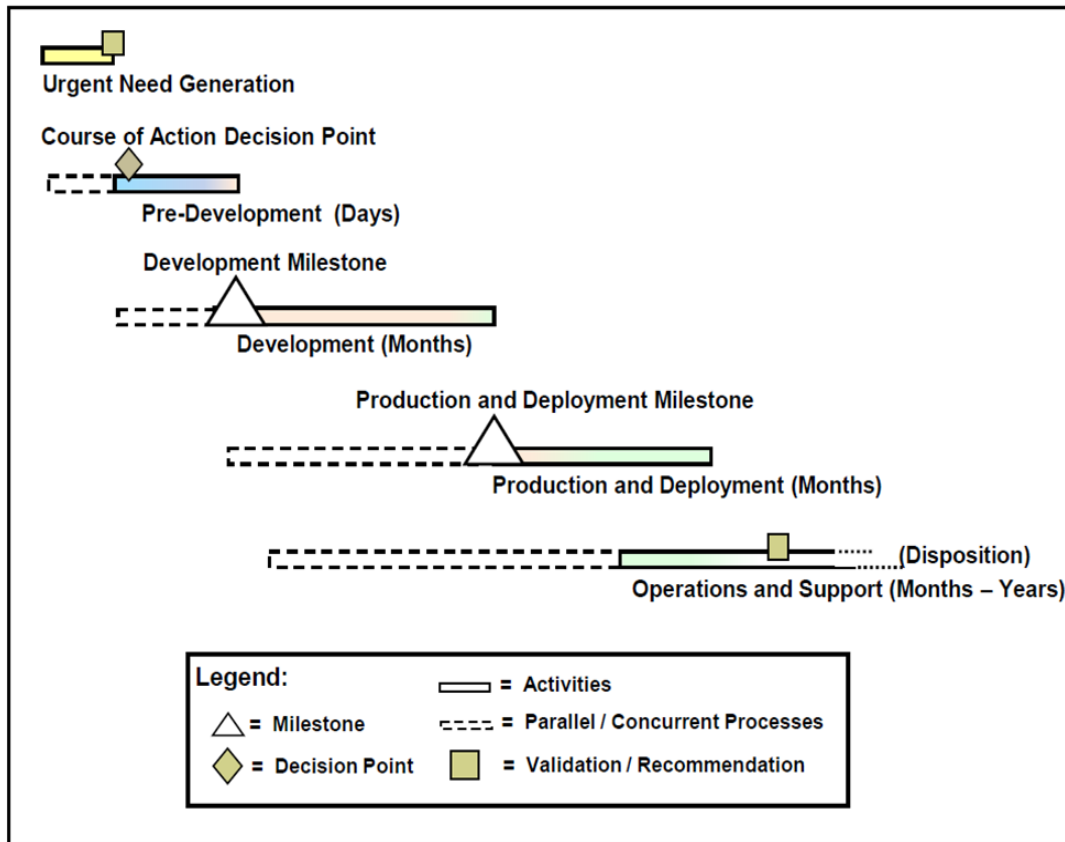 Urgent Need Generation
Course of Action Decision Point
Pre-Development (Days)
Development Milestone
Development (Months)
Production and Deployment Milestone
Production and Deployment (Months)
(Disposition)
Operations and Support (Months – Years)
Legend:
= Activities
= Milestone
= Parallel / Concurrent Processes
= Decision Point
= Validation / Recommendation